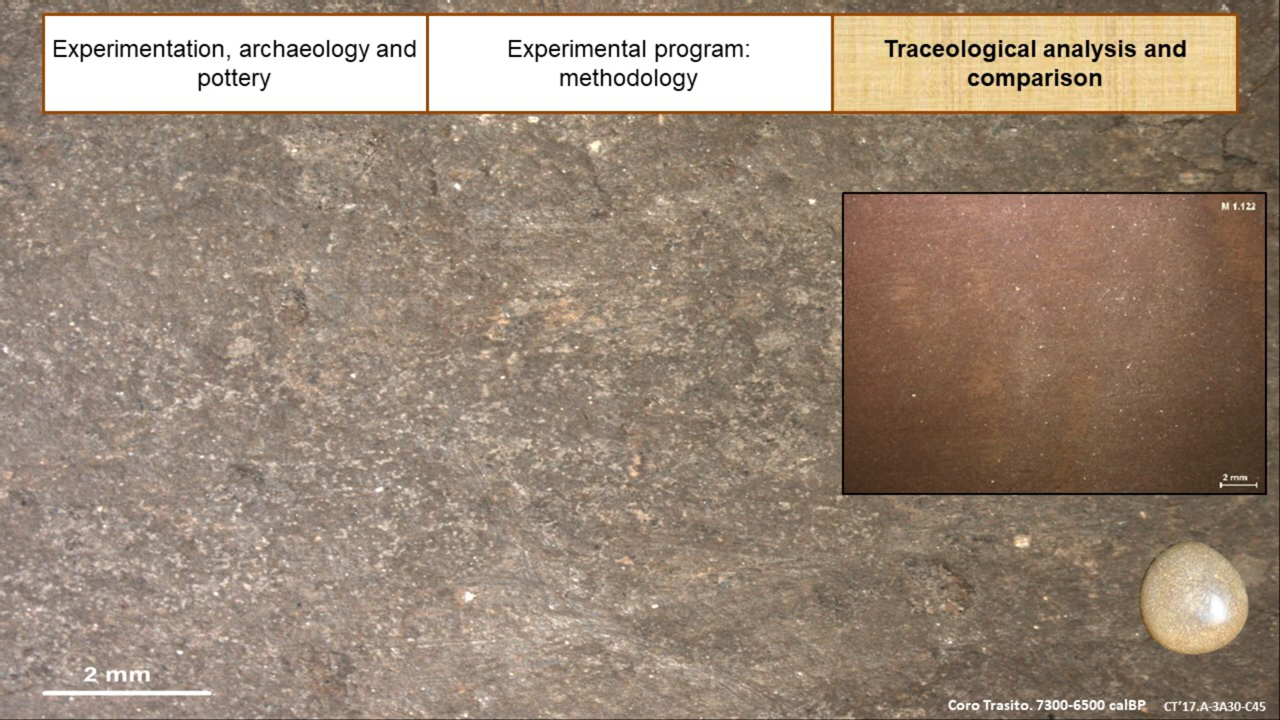 Experimentation, archaeology and
pottery
Experimental program:
methodology
Traceological analysis and
comparison
M 1.122
2 mm
2 mm
Coro Trasito. 7300-6500 calBP
CT'17.A-3A30-C45